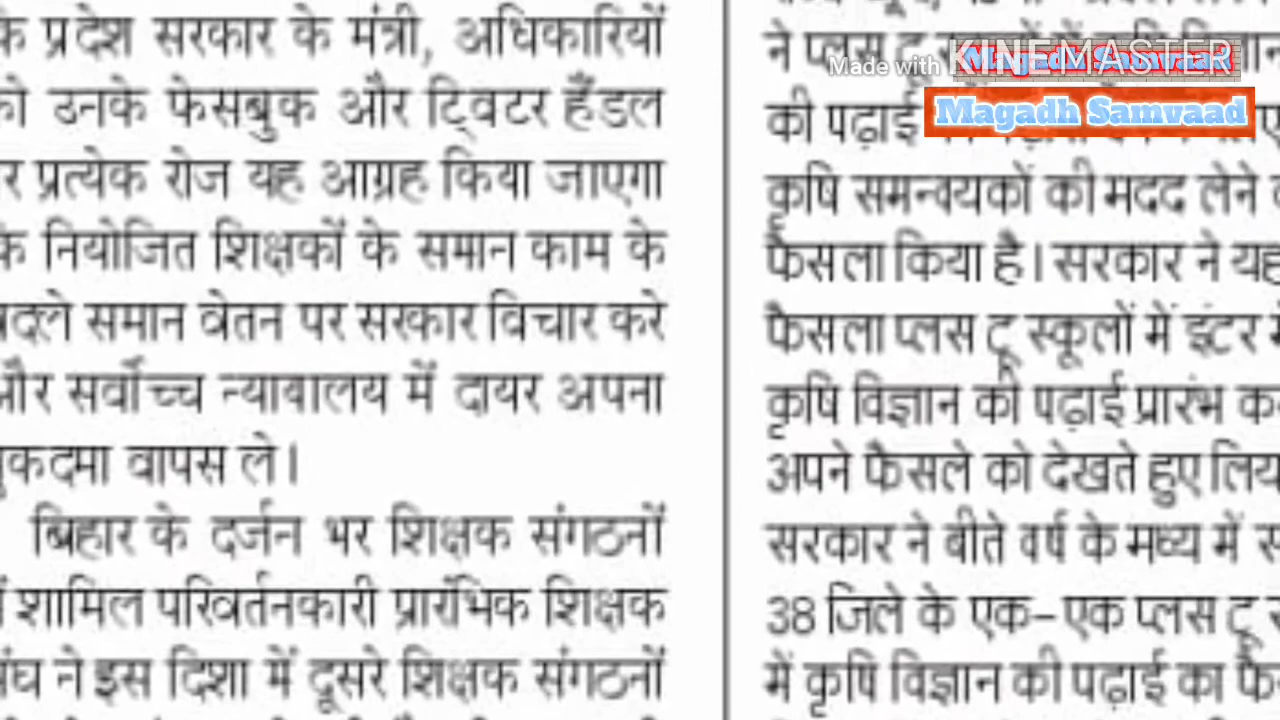 के प्रदेश सरकार के मंत्री, अधिकारियों
को उनके फेसबुक और ट्विटर हैंडल
पर प्रत्येक रोज यह आग्रह किया जाएगा
के नियोजित शिक्षकों के समान काम के
बदले समान वेतन पर सरकार विचार करे
और सर्वोच्च न्यायालय में दायर अपना
मुकदमा वापस ले।
बिहार के दर्जन भर शिक्षक संगठनों
में शामिल परिवर्तनकारी प्रारंभिक शिक्षक
संघ ने इस दिशा में दूसरे शिक्षक संगठनों
ने प्लस टू
की पढ़ाई
कृषि समन्वयकों की मदद लेने
फैसला किया है। सरकार ने यह
फैसला प्लस टू स्कूलों में इंटर
कृषि विज्ञान की पढ़ाई प्रारंभ
अपने फैसले को देखते हुए
सरकार ने बीते वर्ष के मध्य में
38 जिले के एक-एक प्लस टू
में कृषि विज्ञान की पढ़ाई का
Made with KINEMASTER
Magadh Samvaad
Magadh Samvaad